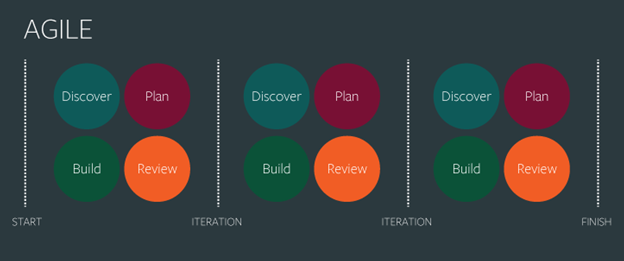 AGILE
Discover Plan Discover Plan Discover Plan
Build Review Build Review Build Review
START ITERATION ITERATION FINISH